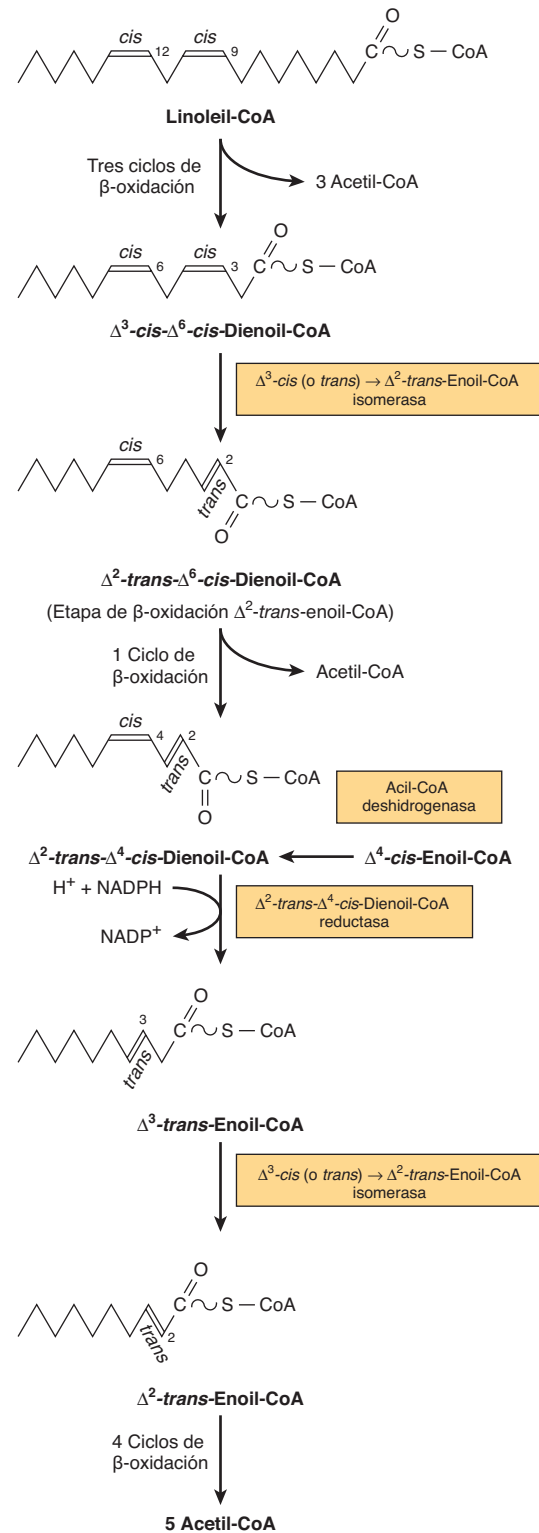 cis cis
12 9
O
C S — CoA
Linoleil-CoA
Tres ciclos de
β-oxidación
3 Acetil-CoA
cis cis
6 3
O
C S — CoA
Δ³-cis-Δ⁶-cis-Dienoil-CoA
Δ³-cis (o trans) → Δ²-trans-Enoil-CoA
isomerasa
cis
6 2
trans
C S — CoA
O
Δ²-trans-Δ⁶-cis-Dienoil-CoA
(Etapa de β-oxidación Δ²-trans-enoil-CoA)
1 Ciclo de
β-oxidación
Acetil-CoA
cis
4 2
trans
C S — CoA
O
Acil-CoA
deshidrogenasa
Δ²-trans-Δ⁴-cis-Dienoil-CoA
Δ⁴-cis-Enoil-CoA
H⁺ + NADPH
NADP⁺
Δ²-trans-Δ⁴-cis-Dienoil-CoA
reductasa
O
3
C S — CoA
trans
Δ³-trans-Enoil-CoA
Δ³-cis (o trans) → Δ²-trans-Enoil-CoA
isomerasa
O
C S — CoA
2
trans
Δ²-trans-Enoil-CoA
4 Ciclos de
β-oxidación
5 Acetil-CoA